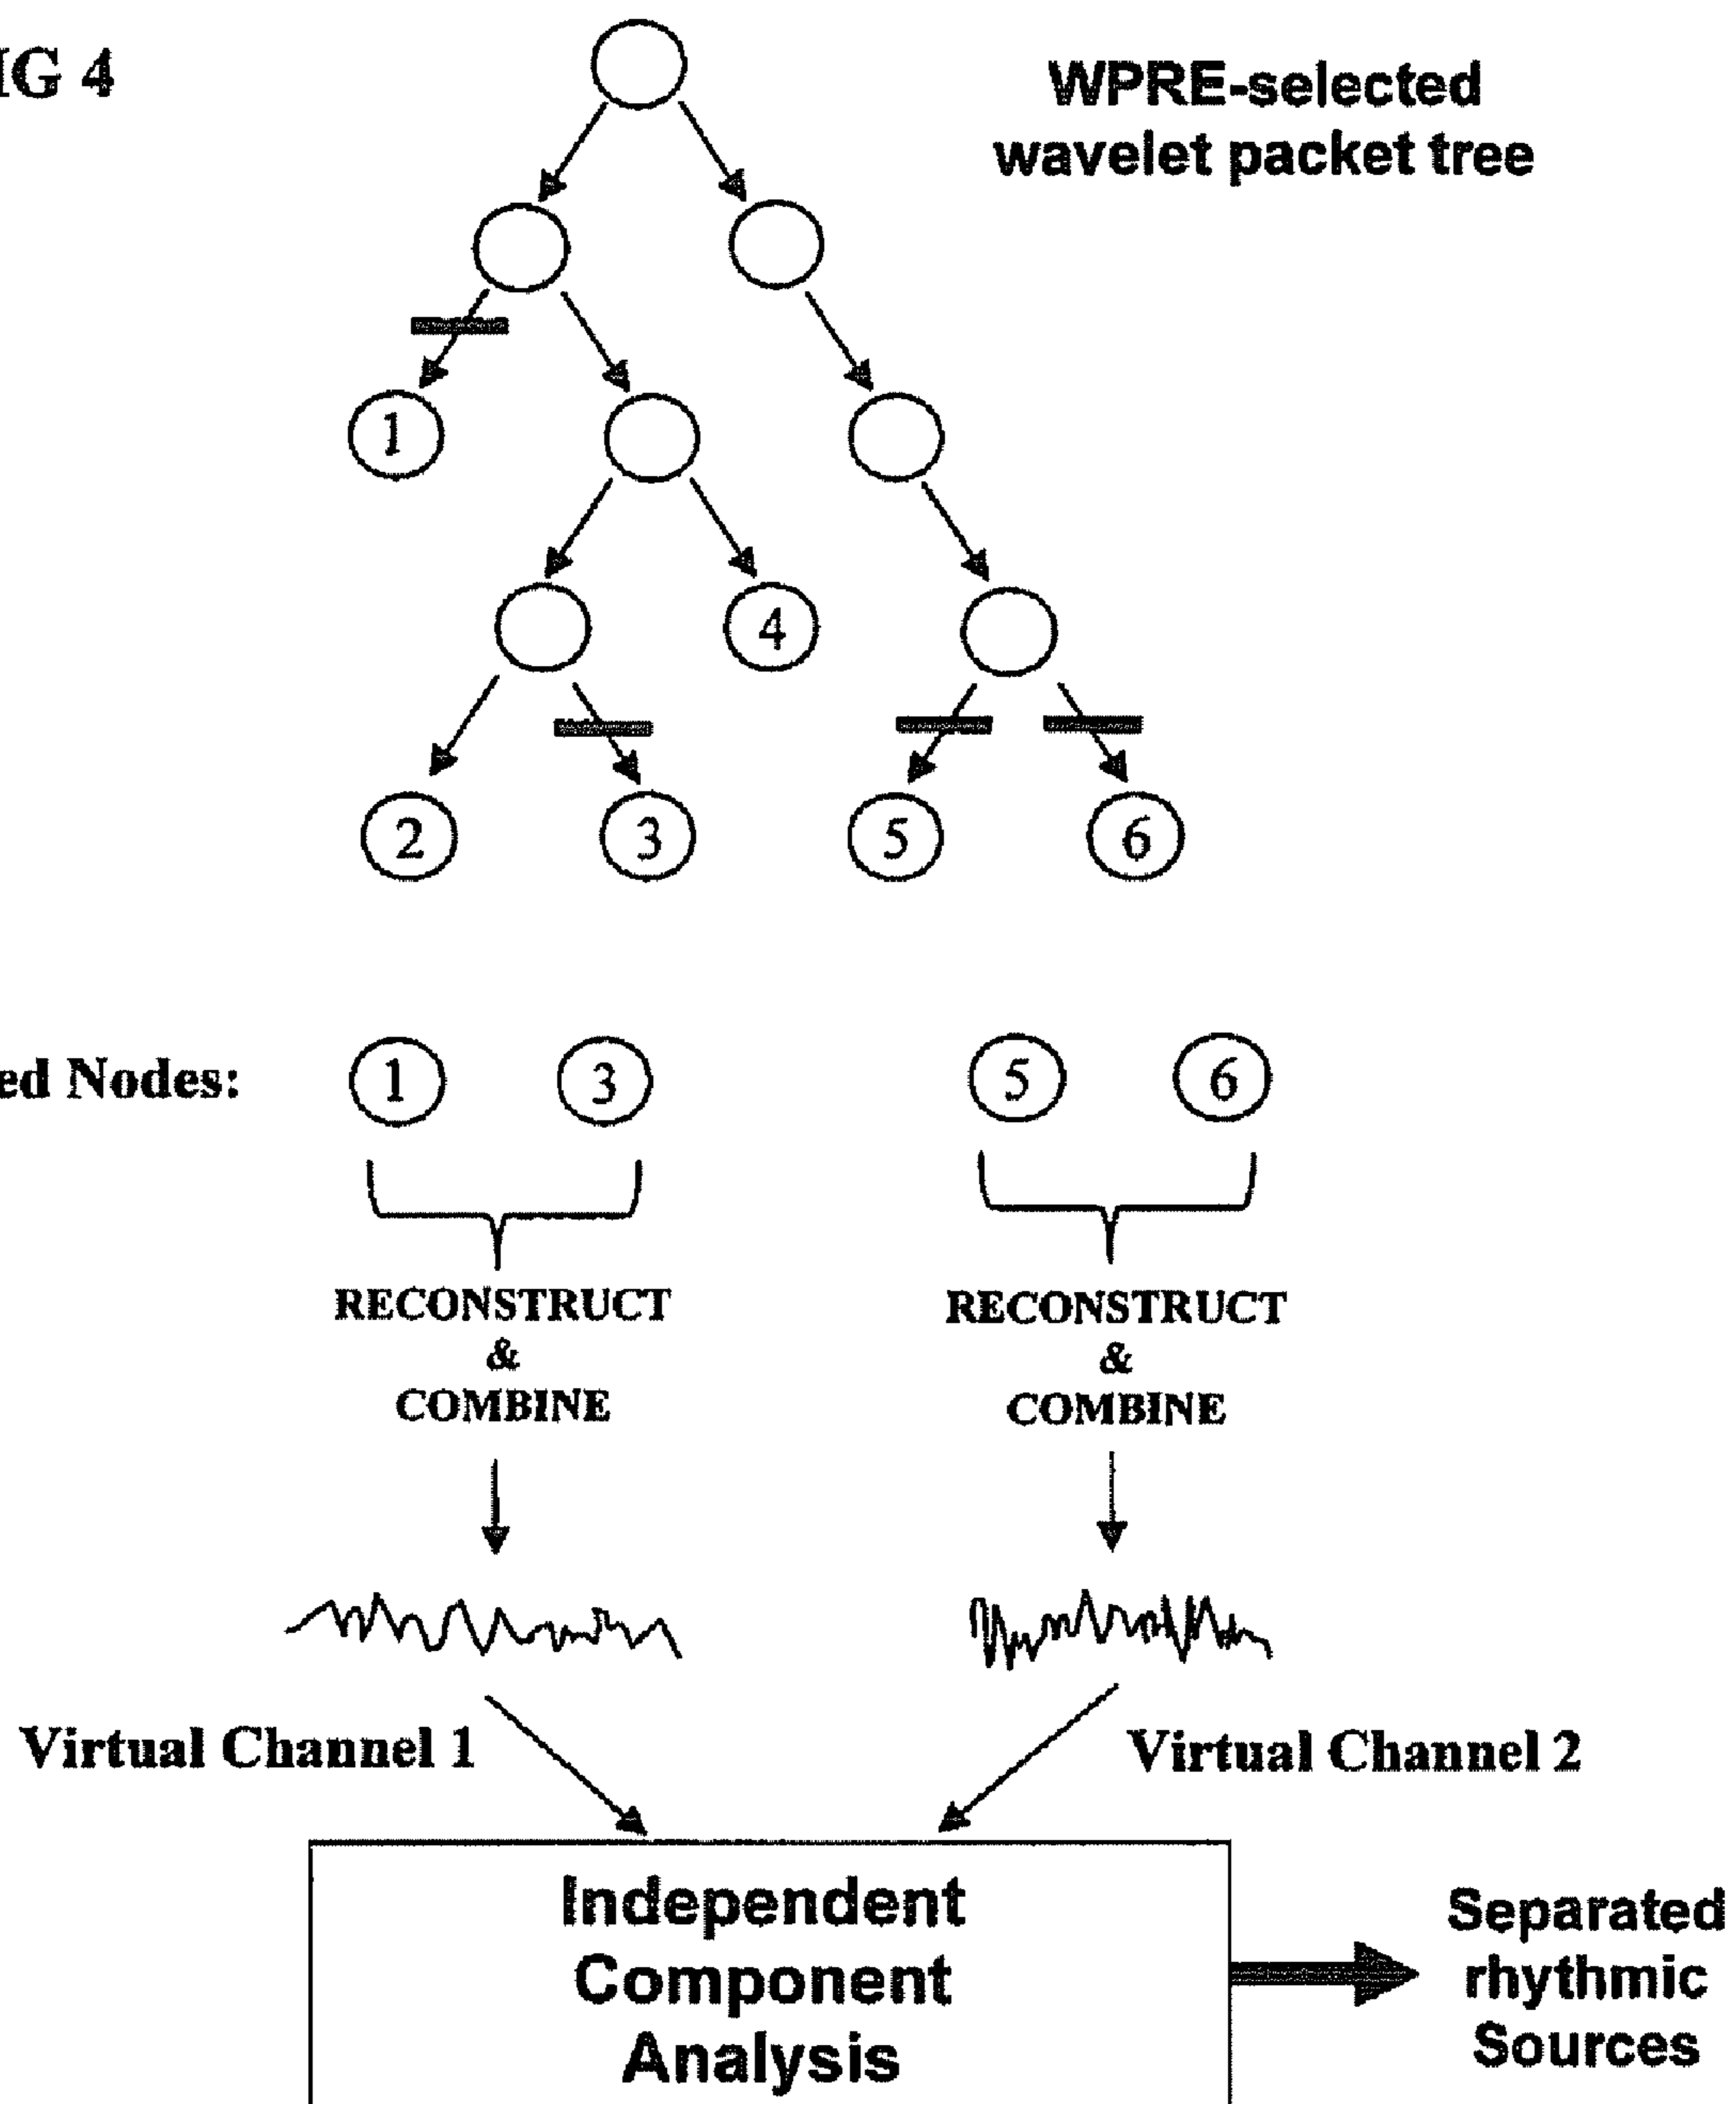 IG 4
WPRE-selected
wavelet packet tree
1
4
2
3
5
6
ed Nodes:
1
3
5
6
RECONSTRUCT
&
COMBINE
RECONSTRUCT
&
COMBINE
Virtual Channel 1
Virtual Channel 2
Independent
Component
Analysis
Separated
rhythmic
Sources